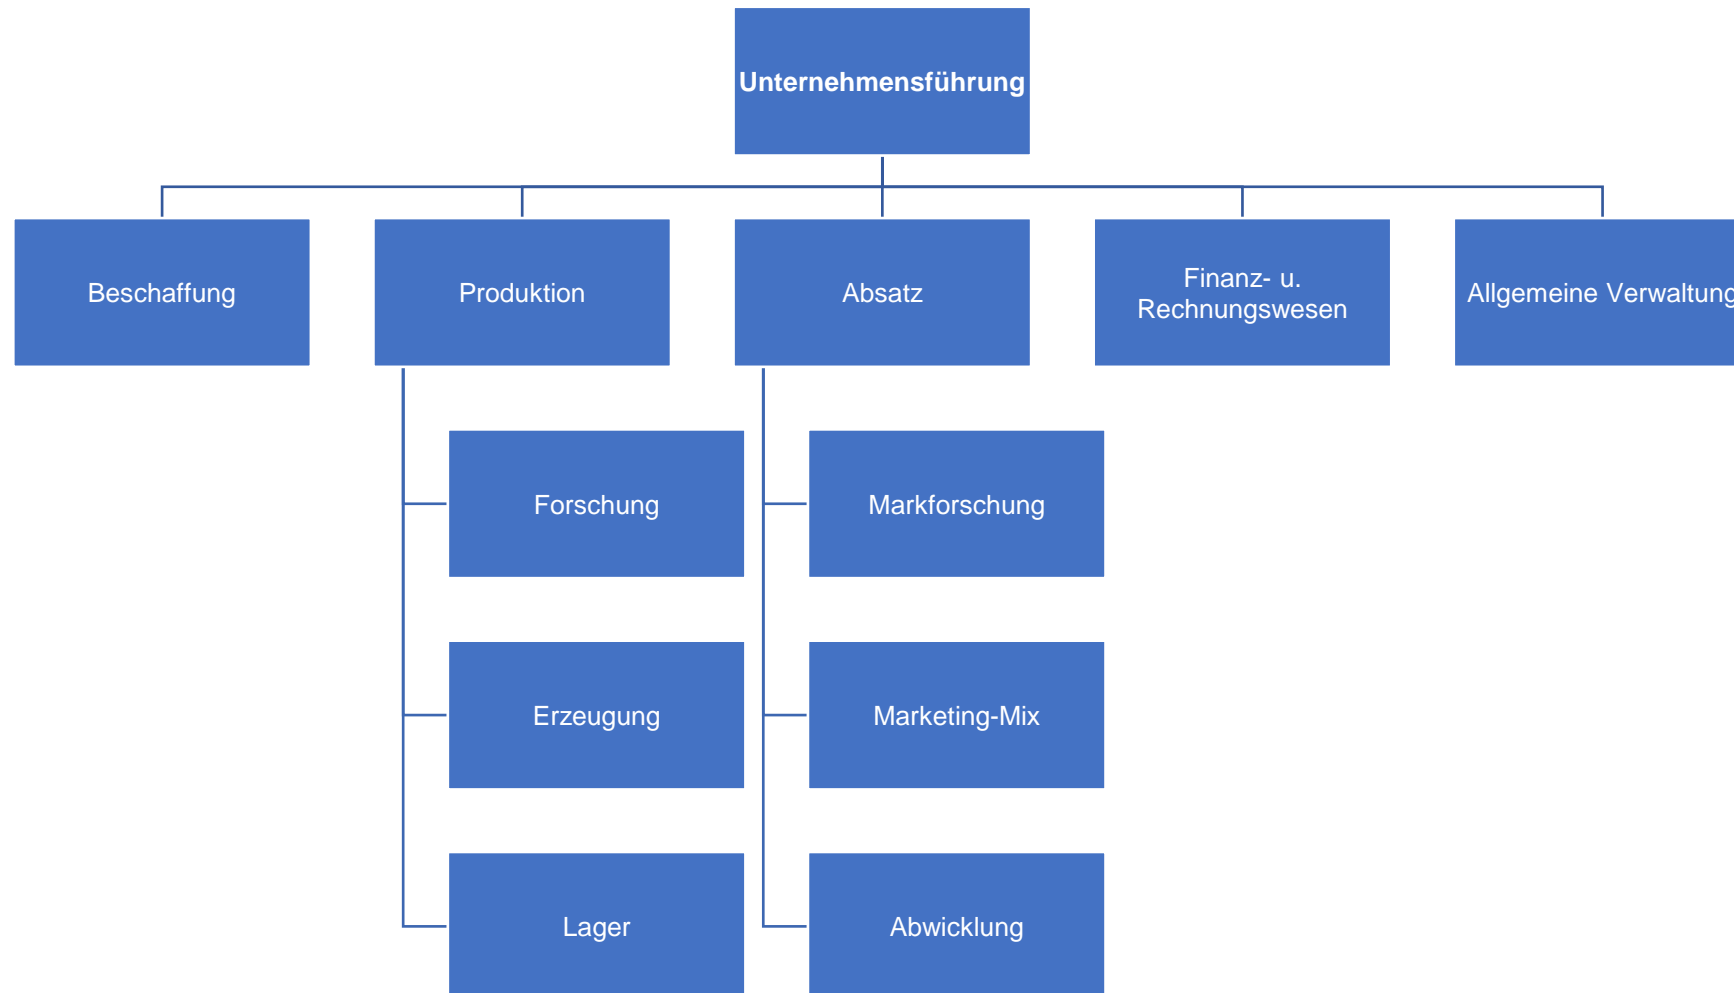 Unternehmensführung
Beschaffung
Produktion
Absatz
Finanz- u.
Rechnungswesen
Allgemeine Verwaltung
Forschung
Markforschung
Erzeugung
Marketing-Mix
Lager
Abwicklung